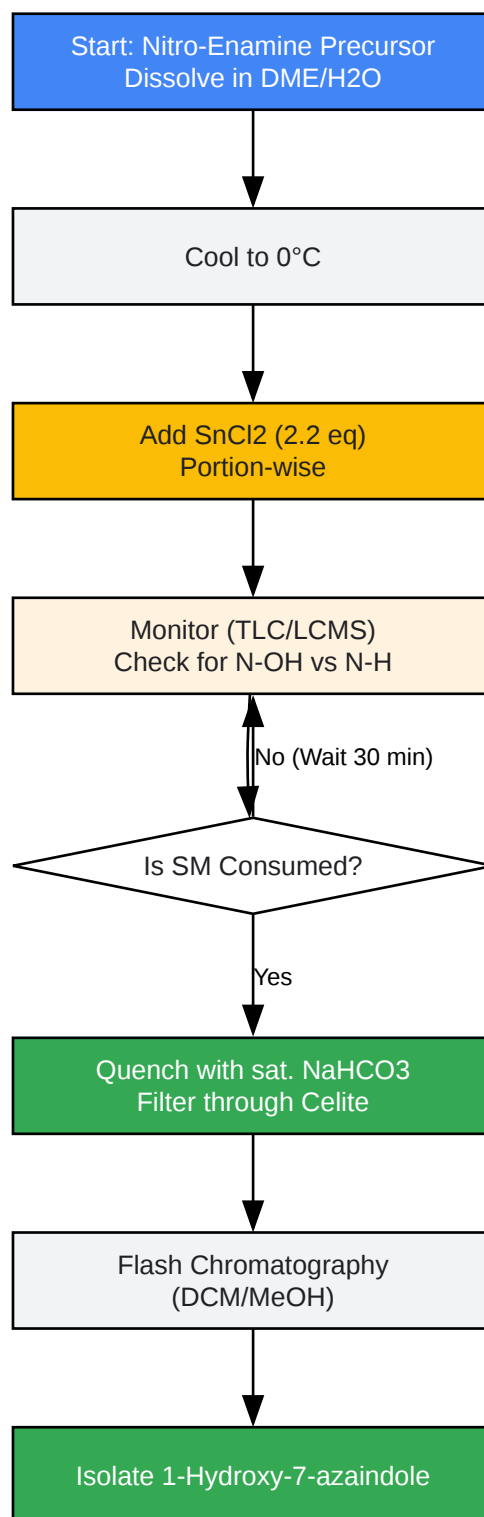 Start: Nitro-Enamine Precursor
Dissolve in DME/H2O
Cool to 0°C
Add SnCl2 (2.2 eq)
Portion-wise
Monitor (TLC/LCMS)
Check for N-OH vs N-H
No (Wait 30 min)
Is SM Consumed?
Yes
Quench with sat. NaHCO3
Filter through Celite
Flash Chromatography
(DCM/MeOH)
Isolate 1-Hydroxy-7-azaindole